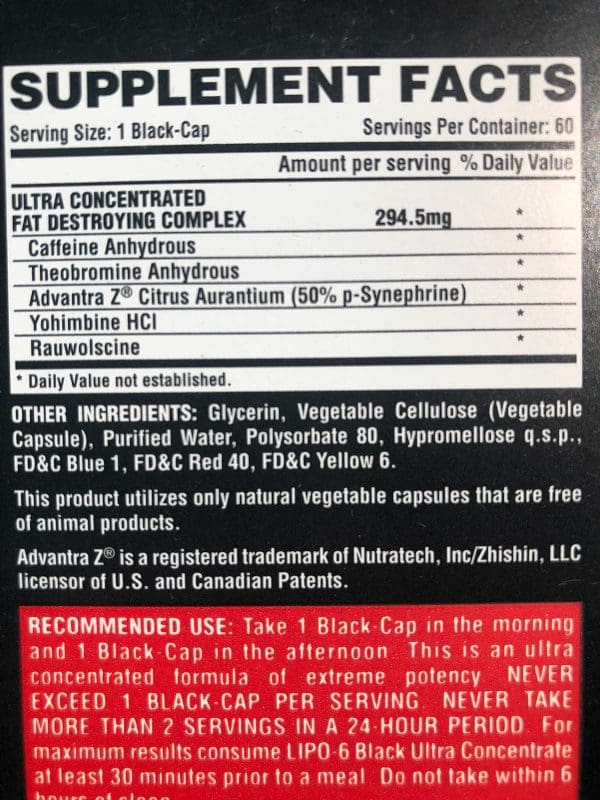 SUPPLEMENT FACTS
Serving Size: 1 Black-Cap Servings Per Container: 60
Amount per serving % Daily Value
ULTRA CONCENTRATED
FAT DESTROYING COMPLEX 294.5mg *
Caffeine Anhydrous *
Theobromine Anhydrous *
Advantra Z® Citrus Aurantium (50% p-Synephrine) *
Yohimbine HCl *
Rauwolscine *
* Daily Value not established.
OTHER INGREDIENTS: Glycerin, Vegetable Cellulose (Vegetable
Capsule), Purified Water, Polysorbate 80, Hypromellose q.s.p.,
FD&C Blue 1, FD&C Red 40, FD&C Yellow 6.
This product utilizes only natural vegetable capsules that are free
of animal products.
Advantra Z® is a registered trademark of Nutratech, Inc/Zhishin, LLC
licensor of U.S. and Canadian Patents.
RECOMMENDED USE: Take 1 Black-Cap in the morning
and 1 Black-Cap in the afternoon. This is an ultra
concentrated formula of extreme potency. NEVER
EXCEED 1 BLACK-CAP PER SERVING. NEVER TAKE
MORE THAN 2 SERVINGS IN A 24-HOUR PERIOD. For
maximum results consume LIPO-6 Black Ultra Concentrate
at least 30 minutes prior to a meal. Do not take within 6
hours of sleep